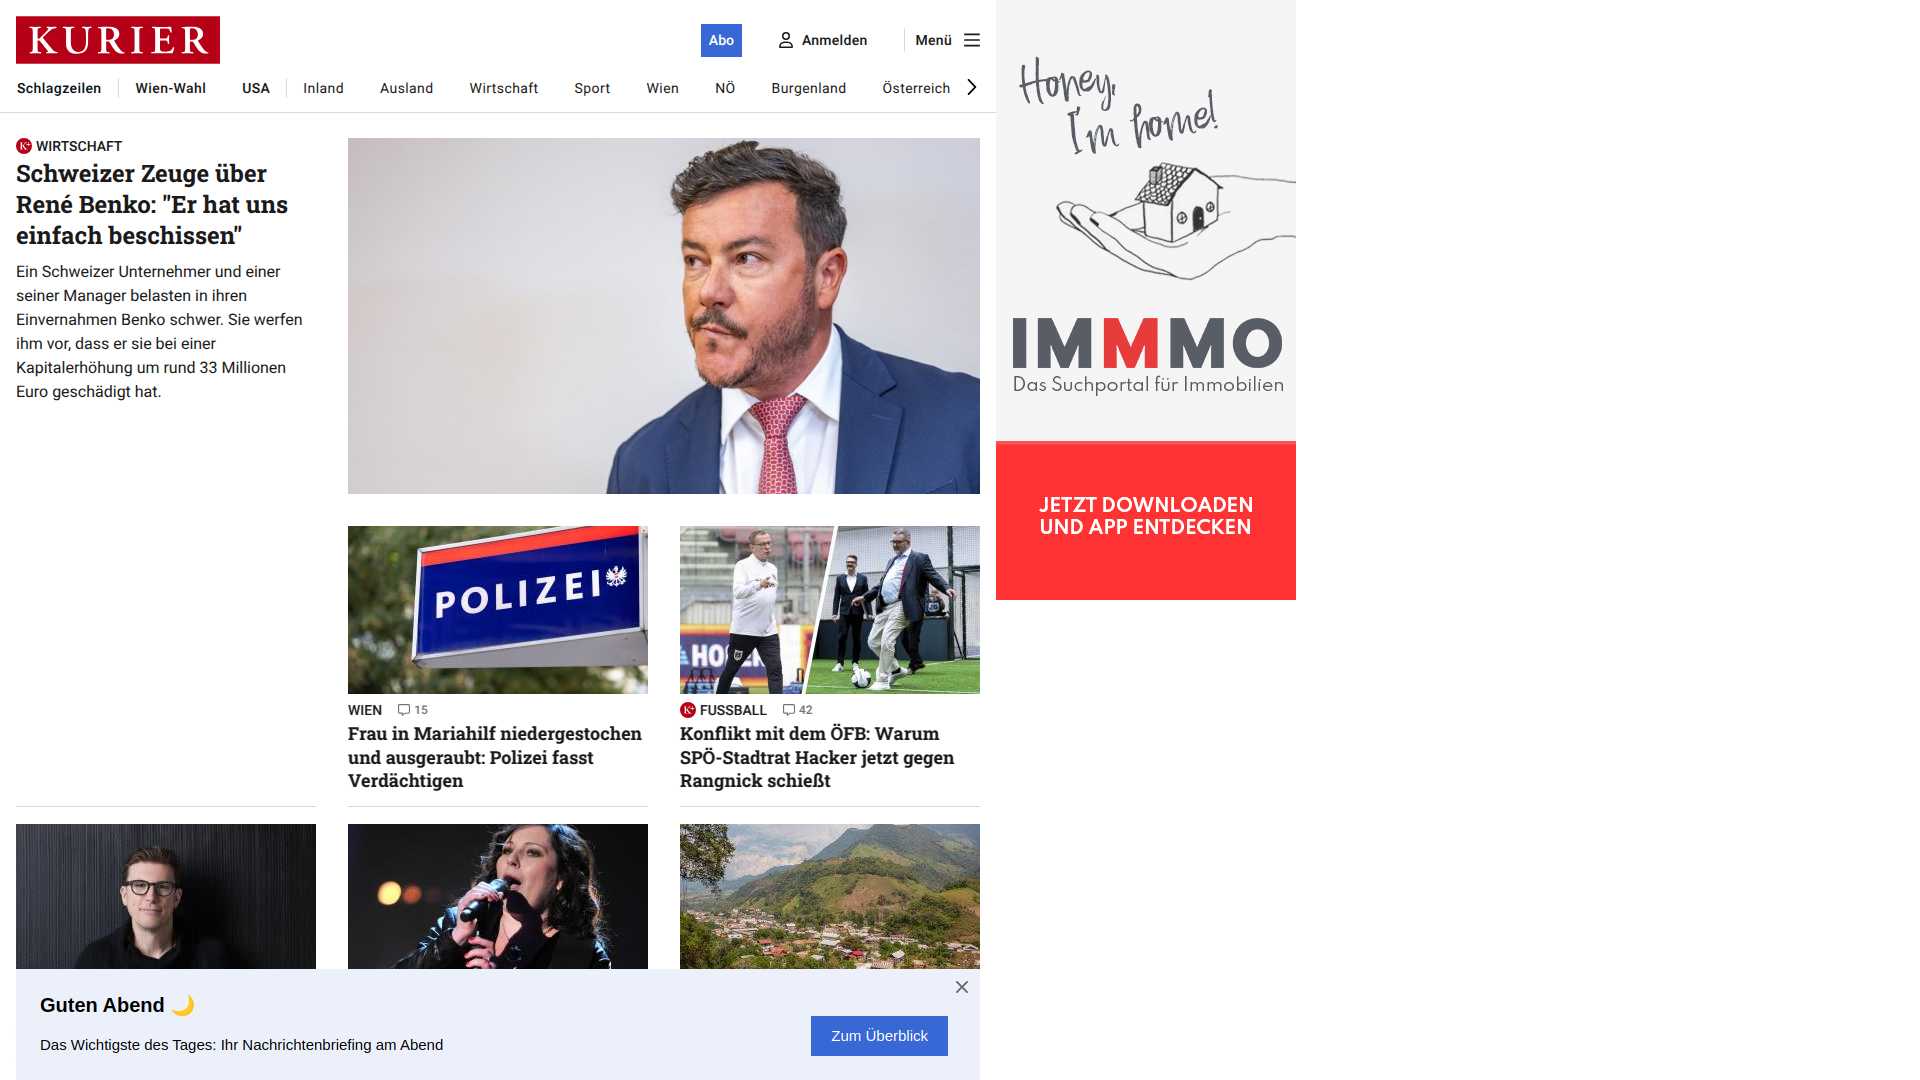 KURIER
Abo
Anmelden
Menü
Schlagzeilen
Wien-Wahl
USA
Inland
Ausland
Wirtschaft
Sport
Wien
NÖ
Burgenland
Österreich
WIRTSCHAFT
Schweizer Zeuge über
René Benko: "Er hat uns
einfach beschissen"
Ein Schweizer Unternehmer und einer
seiner Manager belasten in ihren
Einvernahmen Benko schwer. Sie werfen
ihm vor, dass er sie bei einer
Kapitalerhöhung um rund 33 Millionen
Euro geschädigt hat.
POLIZEI
WIEN
15
Frau in Mariahilf niedergestochen
und ausgeraubt: Polizei fasst
Verdächtigen
FUSSBALL
42
Konflikt mit dem ÖFB: Warum
SPÖ-Stadtrat Hacker jetzt gegen
Rangnick schießt
Honey,
I'm home!
IMMMO
Das Suchportal für Immobilien
JETZT DOWNLOADEN
UND APP ENTDECKEN
Guten Abend 🌙
Das Wichtigste des Tages: Ihr Nachrichtenbriefing am Abend
Zum Überblick